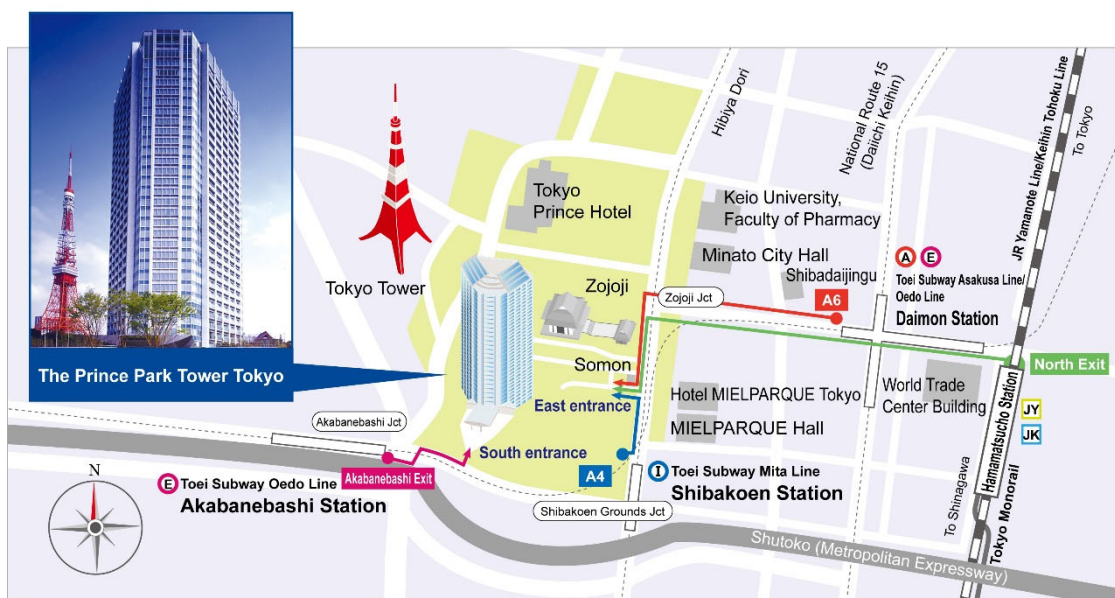 The Prince Park Tower Tokyo
Tokyo Tower
Tokyo
Prince Hotel
Zojoji
Somon
East entrance
South entrance
Hibiya Dori
National Route 15
(Daiichi Keihin)
JR Yamanote Line/Keihin Tohoku Line
To Tokyo
Keio University,
Faculty of Pharmacy
Minato City Hall
Shibadaijingu
Zojoji Jct
A6
A
E
Toei Subway Asakusa Line/
Oedo Line
Daimon Station
North Exit
World Trade
Center Building
Hamamatsucho Station
JY
JK
Hotel MIELPARQUE Tokyo
MIELPARQUE Hall
Akabanebashi Jct
Akabanebashi Exit
E
Toei Subway Oedo Line
Akabanebashi Station
A4
I
Toei Subway Mita Line
Shibakoen Station
Shibakoen Grounds Jct
To Shinagawa
Tokyo Monorail
Shutoko (Metropolitan Expressway)
N